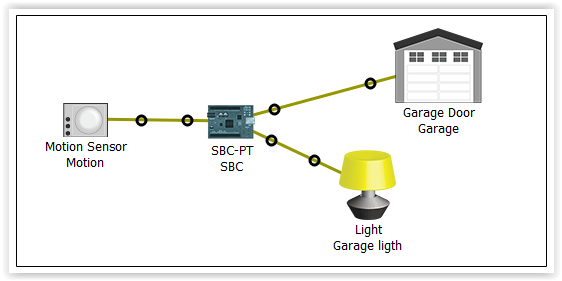 Garage Door
Garage
Motion Sensor
Motion
SBC-PT
SBC
Light
Garage ligth